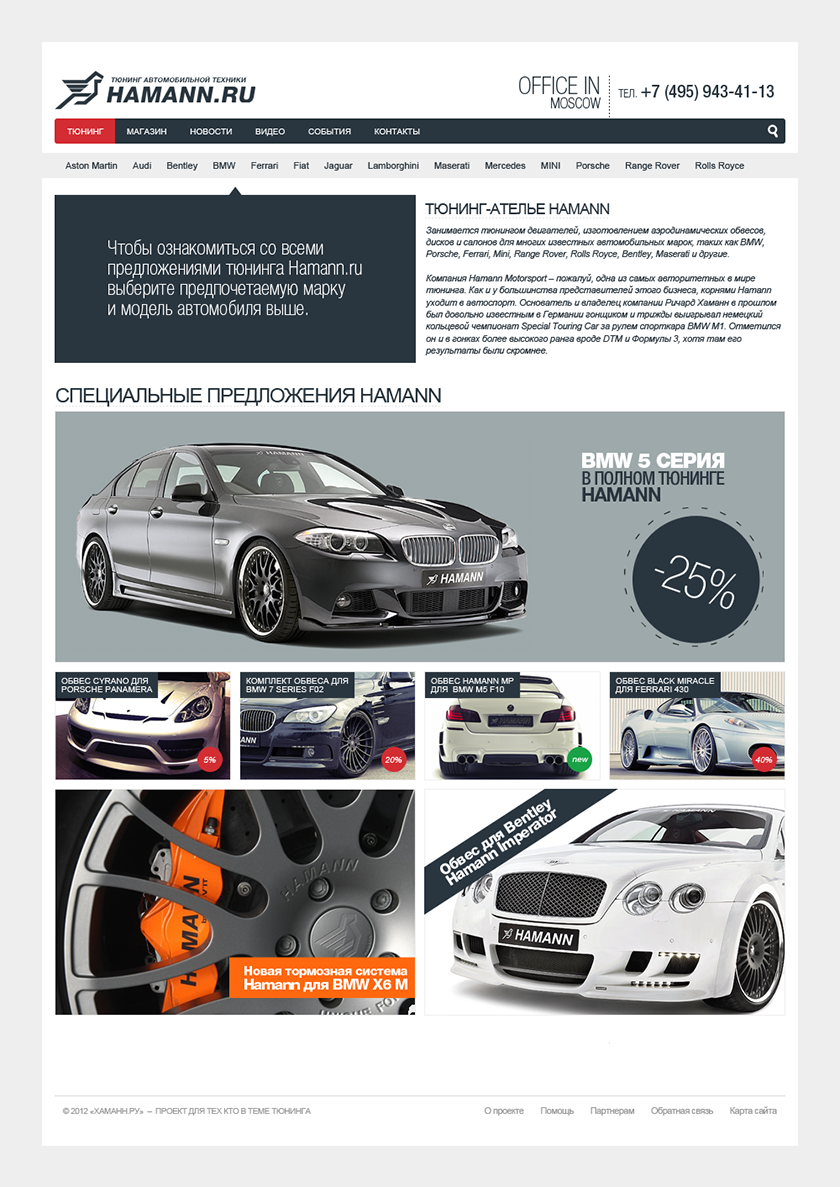 ТЮНИНГ АВТОМОБИЛЬНОЙ ТЕХНИКИ
HAMANN.RU
OFFICE IN
MOSCOW
ТЕЛ. +7 (495) 943-41-13
ТЮНИНГ МАГАЗИН НОВОСТИ ВИДЕО СОБЫТИЯ КОНТАКТЫ
Aston Martin Audi Bentley BMW Ferrari Fiat Jaguar Lamborghini Maserati Mercedes MINI Porsche Range Rover Rolls Royce
Чтобы ознакомиться со всеми
предложениями тюнинга Hamann.ru
выберите предпочетаемую марку
и модель автомобиля выше.
ТЮНИНГ-АТЕЛЬЕ HAMANN
Занимается тюнингом двигателей, изготовлением аэродинамических обвесов,
дисков и салонов для многих известных автомобильных марок, таких как BMW,
Porsche, Ferrari, Mini, Range Rover, Rolls Royce, Bentley, Maserati и другие.
Компания Hamann Motorsport – пожалуй, одна из самых авторитетных в мире
тюнинга. Как и у большинства представителей этого бизнеса, корнями Hamann
уходит в автоспорт. Основатель и владелец компании Ричард Хаманн в прошлом
был довольно известным в Германии гонщиком и трижды выигрывал немецкий
кольцевой чемпионат Special Touring Car за рулем спорткара BMW M1. Отметился
он и в гонках более высокого ранга вроде DTM и Формулы 3, хотя там его
результаты были скромнее.
СПЕЦИАЛЬНЫЕ ПРЕДЛОЖЕНИЯ HAMANN
HAMANN
HAMANN
BMW 5 СЕРИЯ
В ПОЛНОМ ТЮНИНГЕ
HAMANN
-25%
ОБВЕС CYRANO ДЛЯ
PORSCHE PANAMERA
5%
КОМПЛЕКТ ОБВЕСА ДЛЯ
BMW 7 SERIES F02
20%
ОБВЕС HAMANN MP
ДЛЯ BMW M5 F10
HAMANN
new
ОБВЕС BLACK MIRACLE
ДЛЯ FERRARI 430
40%
HAMANN
HAMANN
Новая тормозная система
Hamann для BMW X6 M
Обвес для Bentley
Hamann Imperator
HAMANN
© 2012 «ХАМАНН.РУ» – ПРОЕКТ ДЛЯ ТЕХ КТО В ТЕМЕ ТЮНИНГА
О проекте Помощь Партнерам Обратная связь Карта сайта